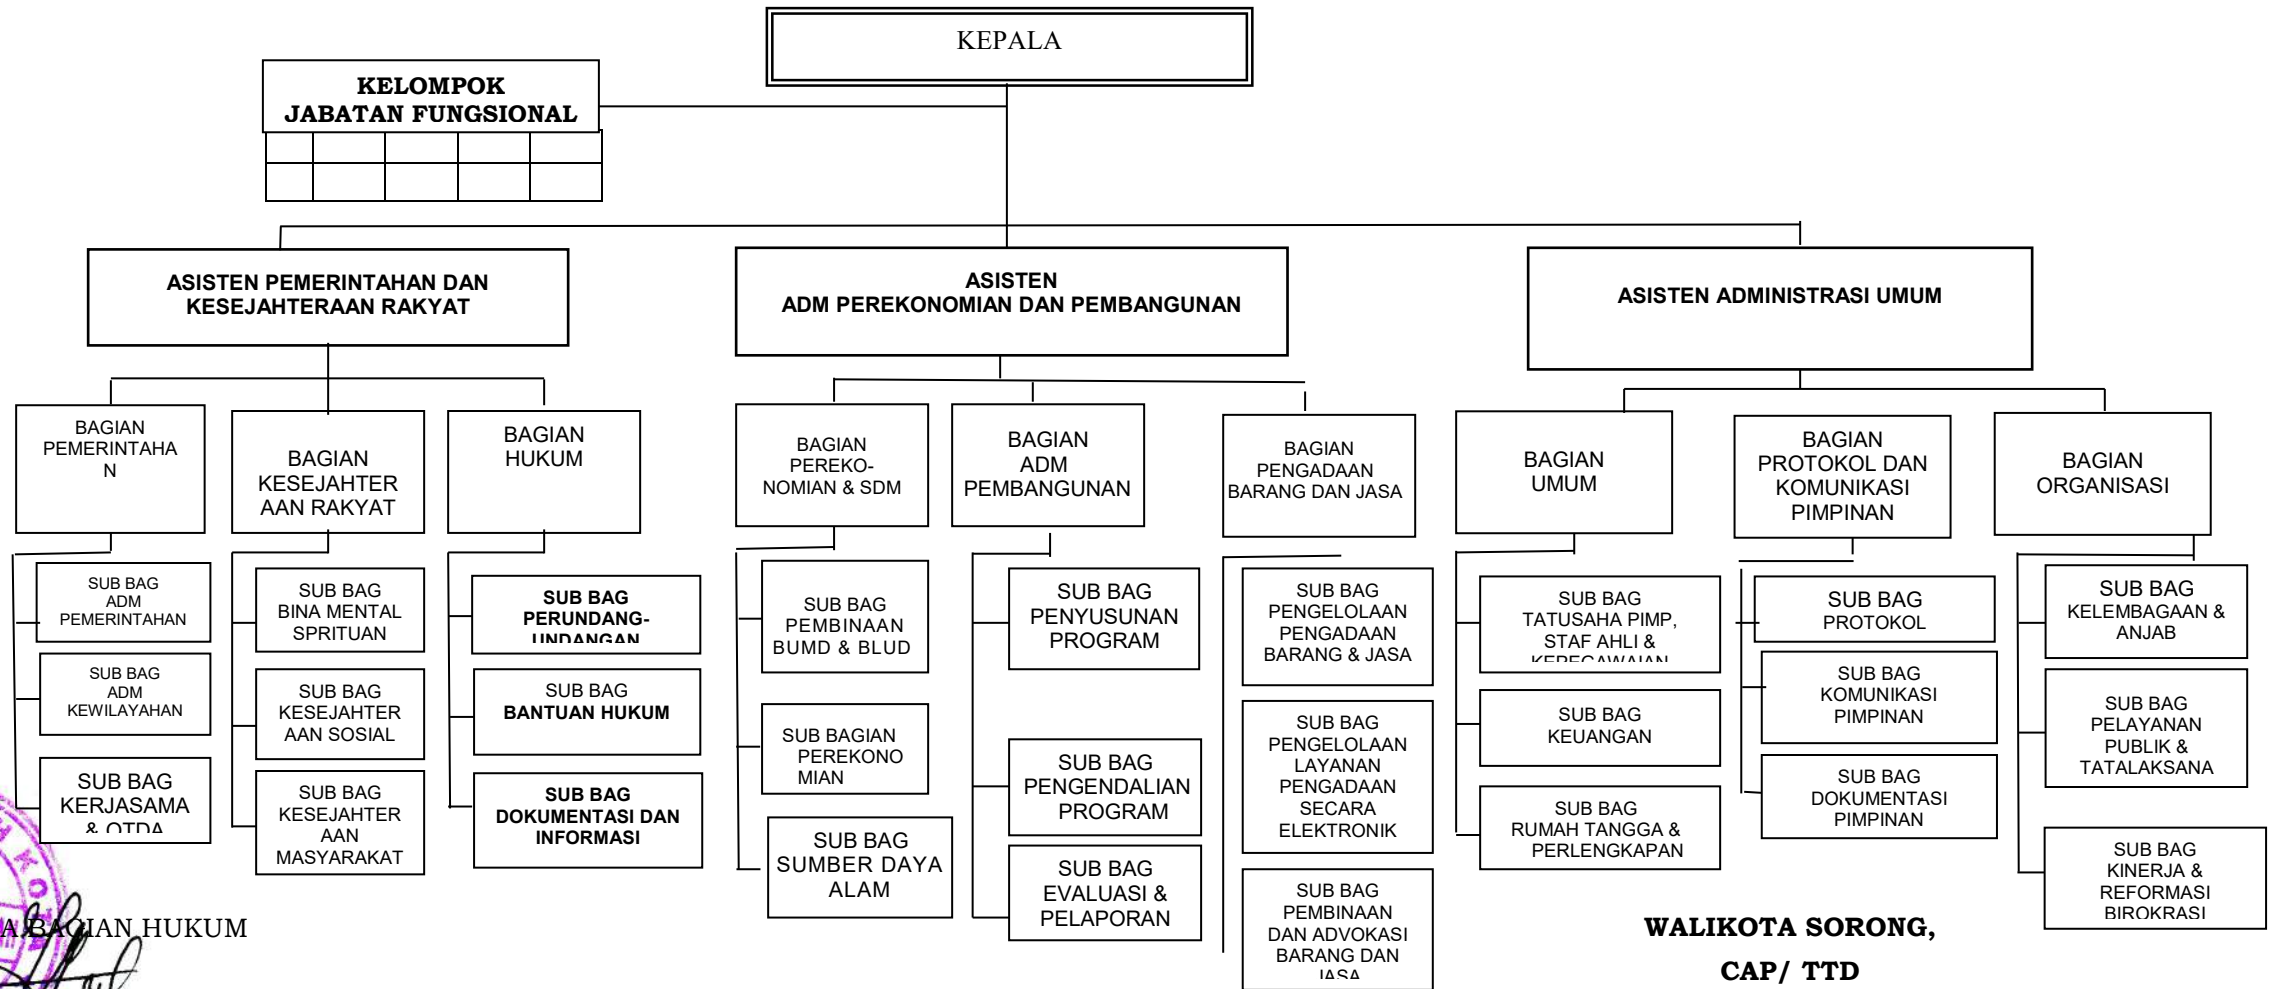 KEPALA
KELOMPOK
JABATAN FUNGSIONAL
ASISTEN PEMERINTAHAN DAN
KESEJAHTERAAN RAKYAT
ASISTEN
ADM PEREKONOMIAN DAN PEMBANGUNAN
ASISTEN ADMINISTRASI UMUM
BAGIAN
PEMERINTAHA
N
BAGIAN
KESEJAHTER
AAN RAKYAT
BAGIAN
HUKUM
BAGIAN
PEREKO-
NOMIAN & SDM
BAGIAN
ADM
PEMBANGUNAN
BAGIAN
PENGADAAN
BARANG DAN JASA
BAGIAN
UMUM
BAGIAN
PROTOKOL DAN
KOMUNIKASI
PIMPINAN
BAGIAN
ORGANISASI
SUB BAG
ADM
PEMERINTAHAN
SUB BAG
ADM
KEWILAYAHAN
SUB BAG
KERJASAMA
& OTDA
SUB BAG
BINA MENTAL
SPRITUAN
SUB BAG
KESEJAHTER
AAN SOSIAL
SUB BAG
KESEJAHTER
AAN
MASYARAKAT
SUB BAG
PERUNDANG-
UNDANGAN
SUB BAG
BANTUAN HUKUM
SUB BAG
DOKUMENTASI DAN
INFORMASI
SUB BAG
PEMBINAAN
BUMD & BLUD
SUB BAGIAN
PEREKONO
MIAN
SUB BAG
SUMBER DAYA
ALAM
SUB BAG
PENYUSUNAN
PROGRAM
SUB BAG
PENGENDALIAN
PROGRAM
SUB BAG
EVALUASI &
PELAPORAN
SUB BAG
PENGELOLAAN
PENGADAAN
BARANG & JASA
SUB BAG
PENGELOLAAN
LAYANAN
PENGADAAN
SECARA
ELEKTRONIK
SUB BAG
PEMBINAAN
DAN ADVOKASI
BARANG DAN
JASA
SUB BAG
TATUSAHA PIMP,
STAF AHLI &
KEPEGAWAIAN
SUB BAG
KEUANGAN
SUB BAG
RUMAH TANGGA &
PERLENGKAPAN
SUB BAG
PROTOKOL
SUB BAG
KOMUNIKASI
PIMPINAN
SUB BAG
DOKUMENTASI
PIMPINAN
SUB BAG
KELEMBAGAAN &
ANJAB
SUB BAG
PELAYANAN
PUBLIK &
TATALAKSANA
SUB BAG
KINERJA &
REFORMASI
BIROKRASI
A BAGIAN HUKUM
WALIKOTA SORONG,
CAP/ TTD